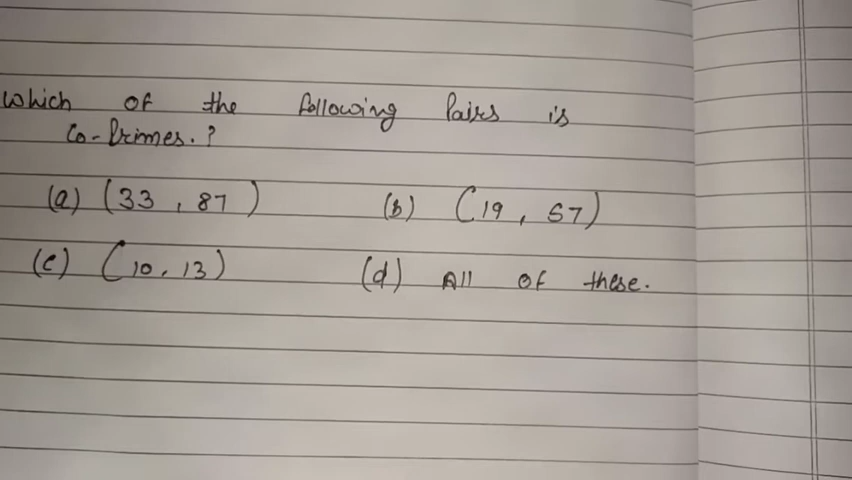 Which of the following Pairs is
Co-Primes.?
(a) (33, 87) (b) (19, 57)
(c) (10, 13) (d) All of these.